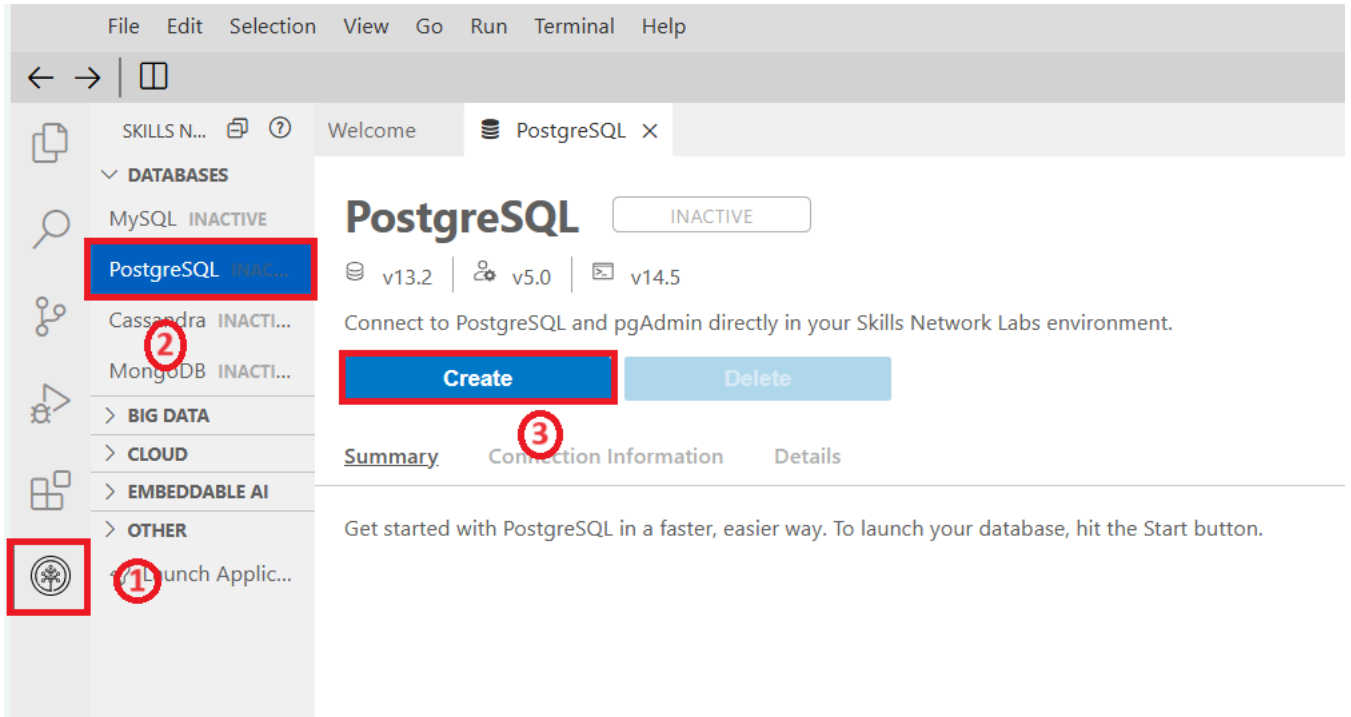 File Edit Selection View Go Run Terminal Help
SKILLS N...
Welcome
PostgreSQL
DATABASES
MySQL INACTIVE
PostgreSQL INAC...
Cassandra INACTI...
2
MongoDB INACTI...
BIG DATA
CLOUD
EMBEDDABLE AI
OTHER
Launch Applic...
1
PostgreSQL
INACTIVE
v13.2
v5.0
v14.5
Connect to PostgreSQL and pgAdmin directly in your Skills Network Labs environment.
Create
Delete
3
Summary
Connection Information
Details
Get started with PostgreSQL in a faster, easier way. To launch your database, hit the Start button.